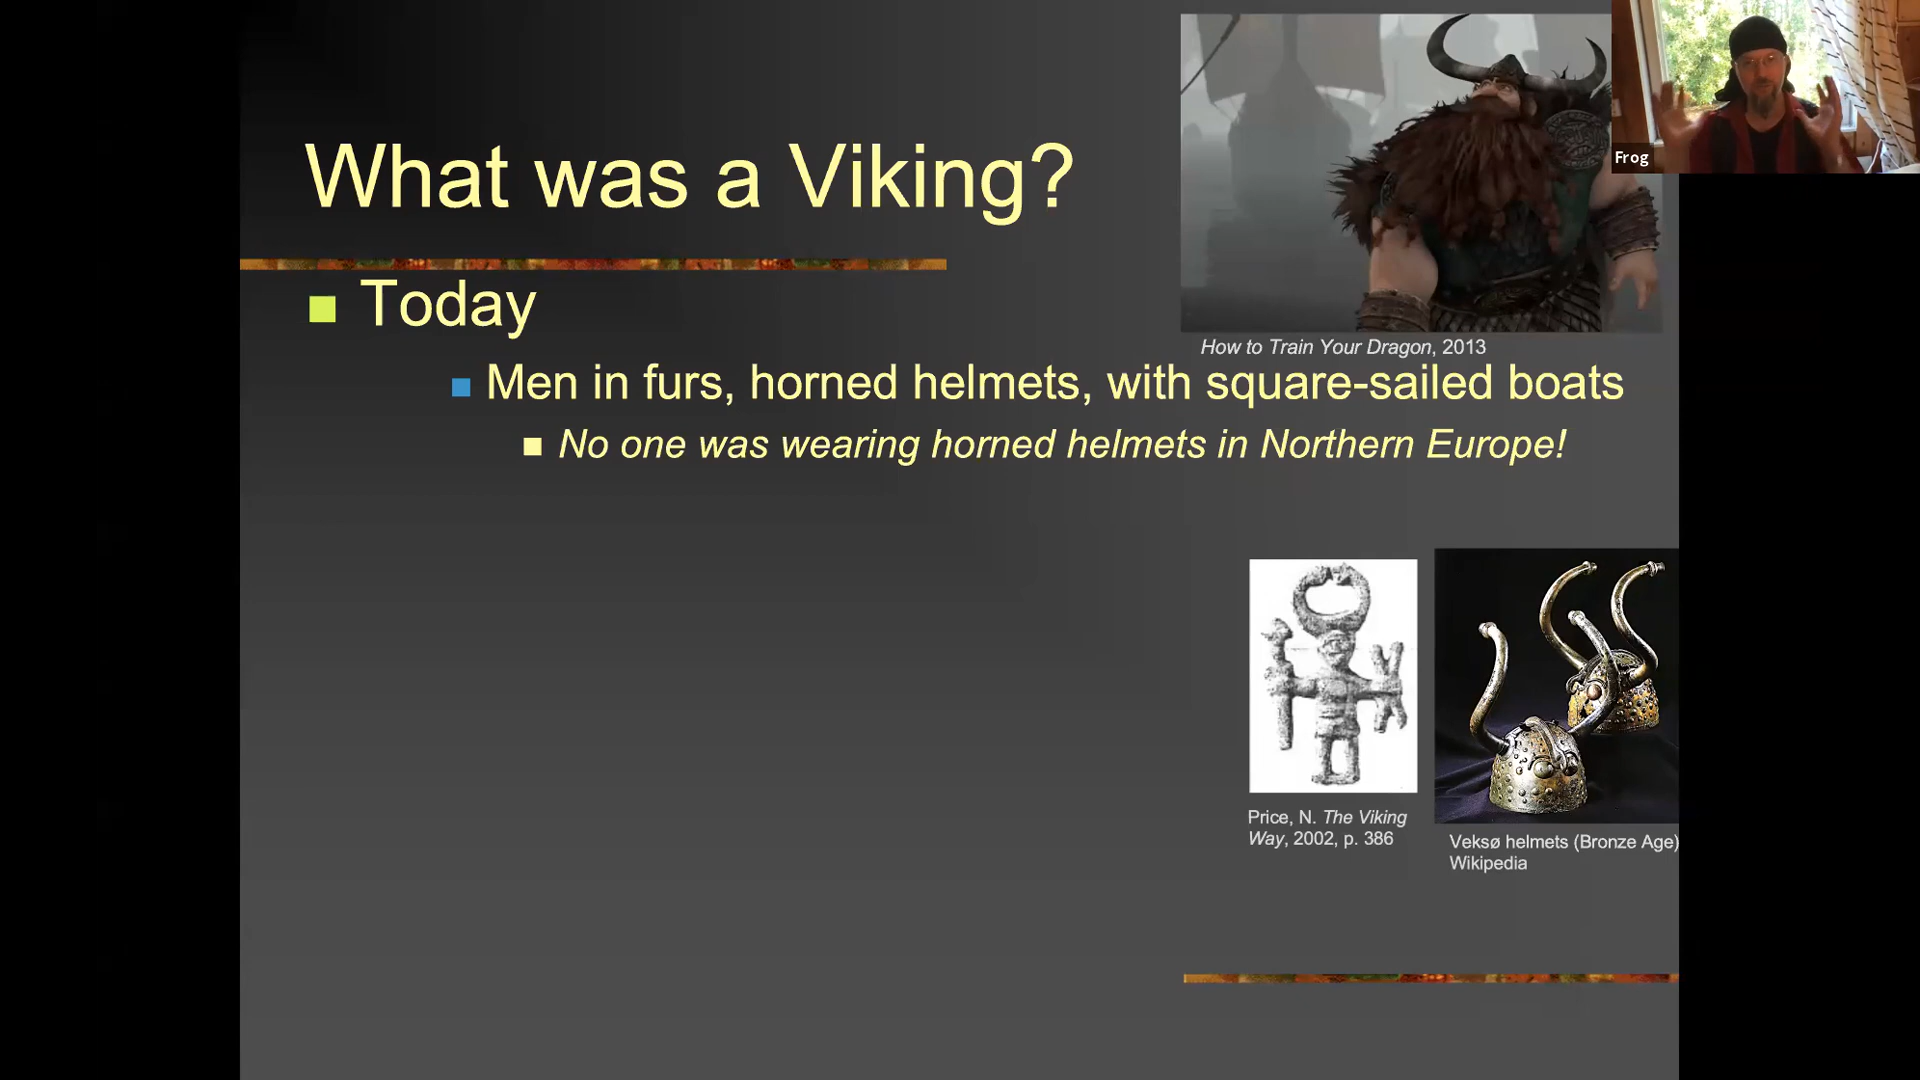 What was a Viking?
Frog
Today
How to Train Your Dragon, 2013
Men in furs, horned helmets, with square-sailed boats
No one was wearing horned helmets in Northern Europe!
Price, N. The Viking
Way, 2002, p. 386
Veksø helmets (Bronze Age)
Wikipedia